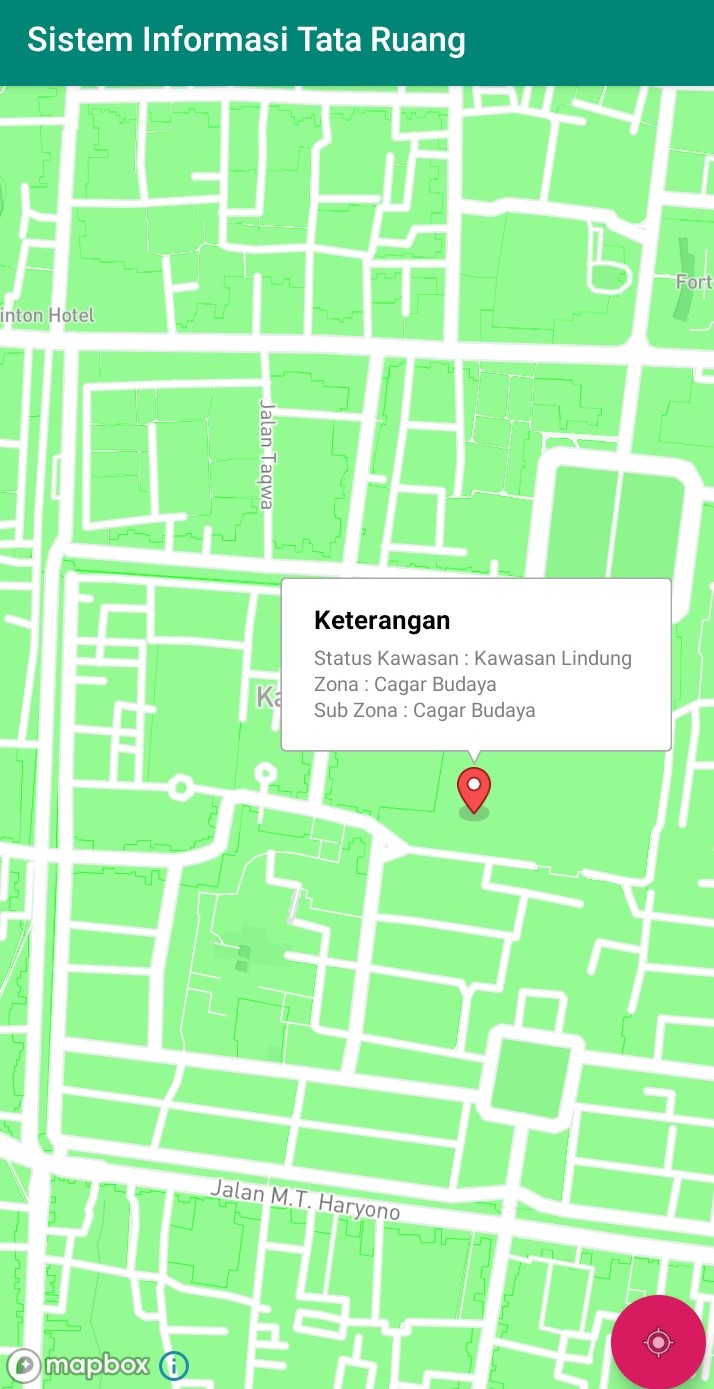 Sistem Informasi Tata Ruang
inton Hotel
Fort
Jalan Taqwa
Keterangan
Status Kawasan : Kawasan Lindung
Zona : Cagar Budaya
Sub Zona : Cagar Budaya
Ka
Jalan M.T. Haryono
mapbox